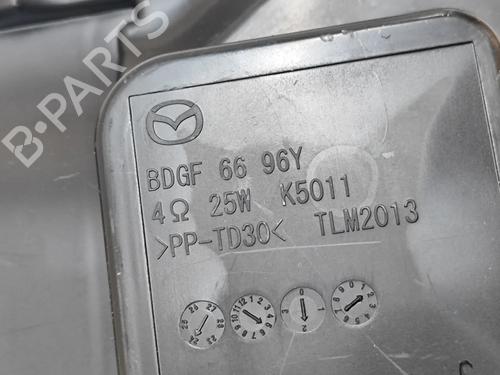 B-PARTS
BDGF 66 96Y
4Ω 25W K5011
>PP-TD30< TLM2013